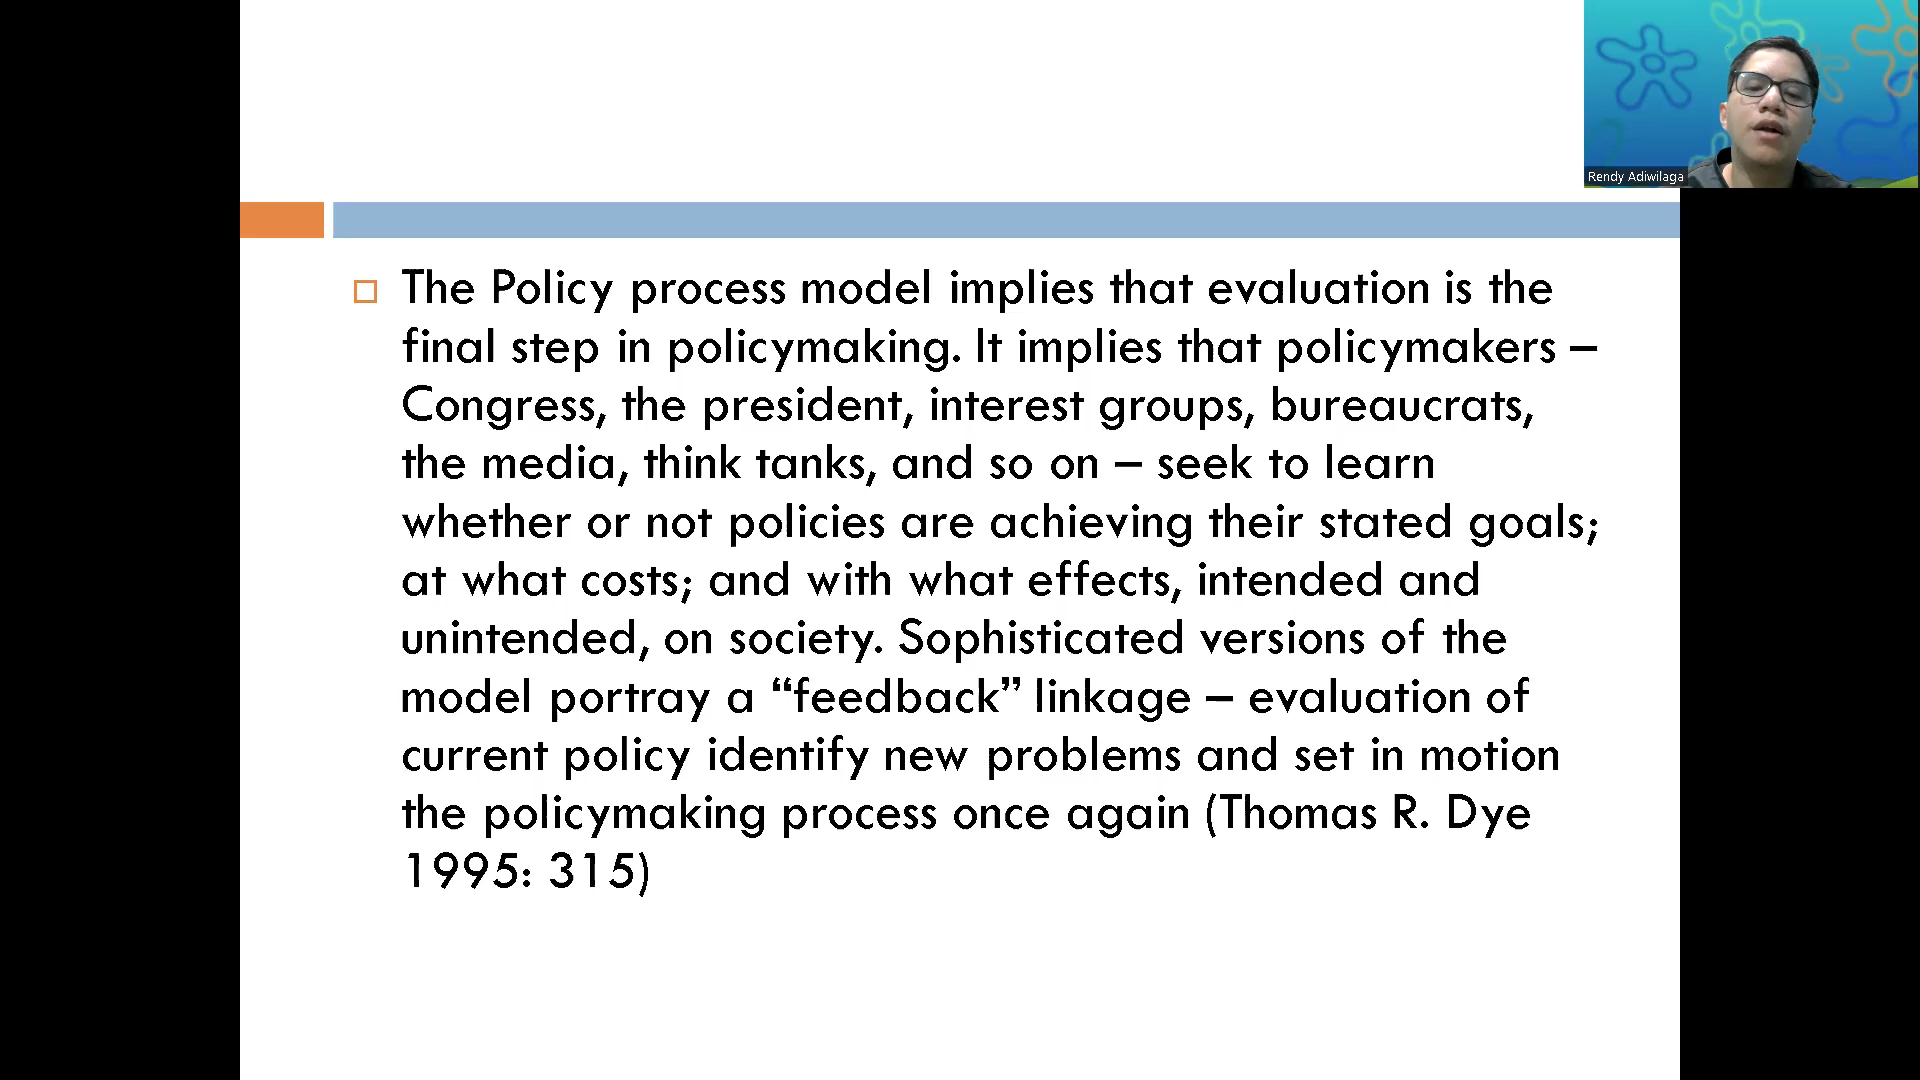 Rendy Adiwilaga
The Policy process model implies that evaluation is the
final step in policymaking. It implies that policymakers –
Congress, the president, interest groups, bureaucrats,
the media, think tanks, and so on – seek to learn
whether or not policies are achieving their stated goals;
at what costs; and with what effects, intended and
unintended, on society. Sophisticated versions of the
model portray a “feedback” linkage – evaluation of
current policy identify new problems and set in motion
the policymaking process once again (Thomas R. Dye
1995: 315)